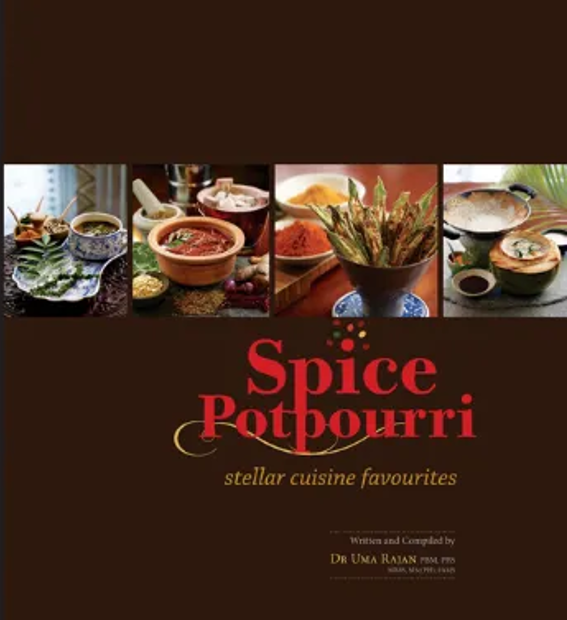 Spice
Potpourri
stellar cuisine favourites
Written and Compiled by
DR UMA RAJAN PBM, PBS